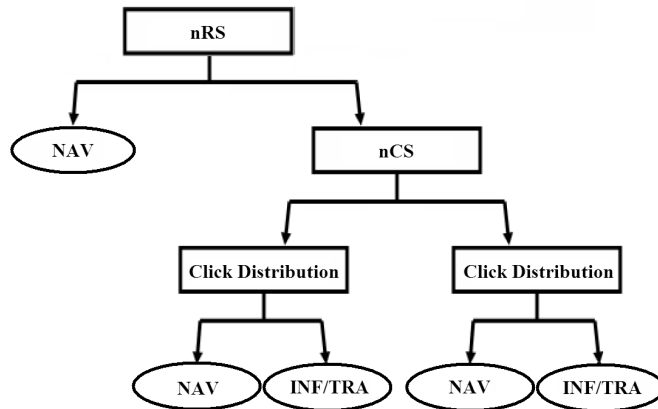 nRS
NAV
nCS
Click Distribution
Click Distribution
NAV
INF/TRA
NAV
INF/TRA